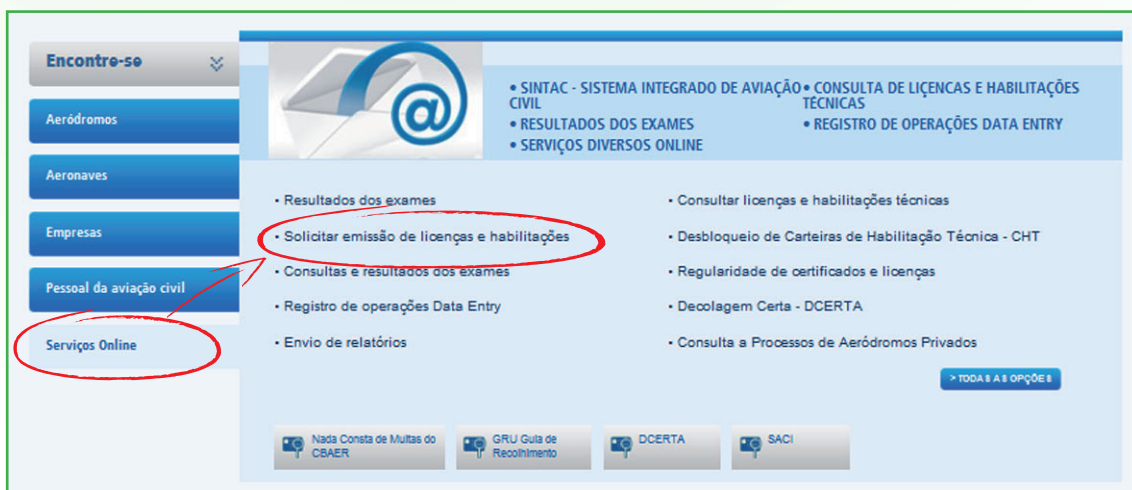 Encontre-se
Aeródromos
Aeronaves
Empresas
Pessoal da aviação civil
Serviços Online
• SINTAC - SISTEMA INTEGRADO DE AVIAÇÃO
CIVIL
• RESULTADOS DOS EXAMES
• SERVIÇOS DIVERSOS ONLINE
• CONSULTA DE LIÇENCAS E HABILITAÇÕES
TÉCNICAS
• REGISTRO DE OPERAÇÕES DATA ENTRY
• Resultados dos exames
• Solicitar emissão de licenças e habilitações
• Consultas e resultados dos exames
• Registro de operações Data Entry
• Envio de relatórios
• Consultar licenças e habilitações técnicas
• Desbloqueio de Carteiras de Habilitação Técnica - CHT
• Regularidade de certificados e licenças
• Decolagem Certa - DCERTA
• Consulta a Processos de Aeródromos Privados
> TODAS AS OPÇÕES
Nada Consta de Multas do
CBAER
GRU Guia de
Recolhimento
DCERTA
SACI